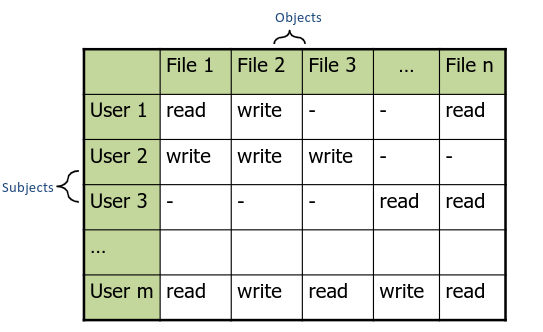 Objects
File 1 File 2 File 3 ... File n
User 1 read write - - read
User 2 write write write - -
Subjects
User 3 - - - read read
...
User m read write read write read